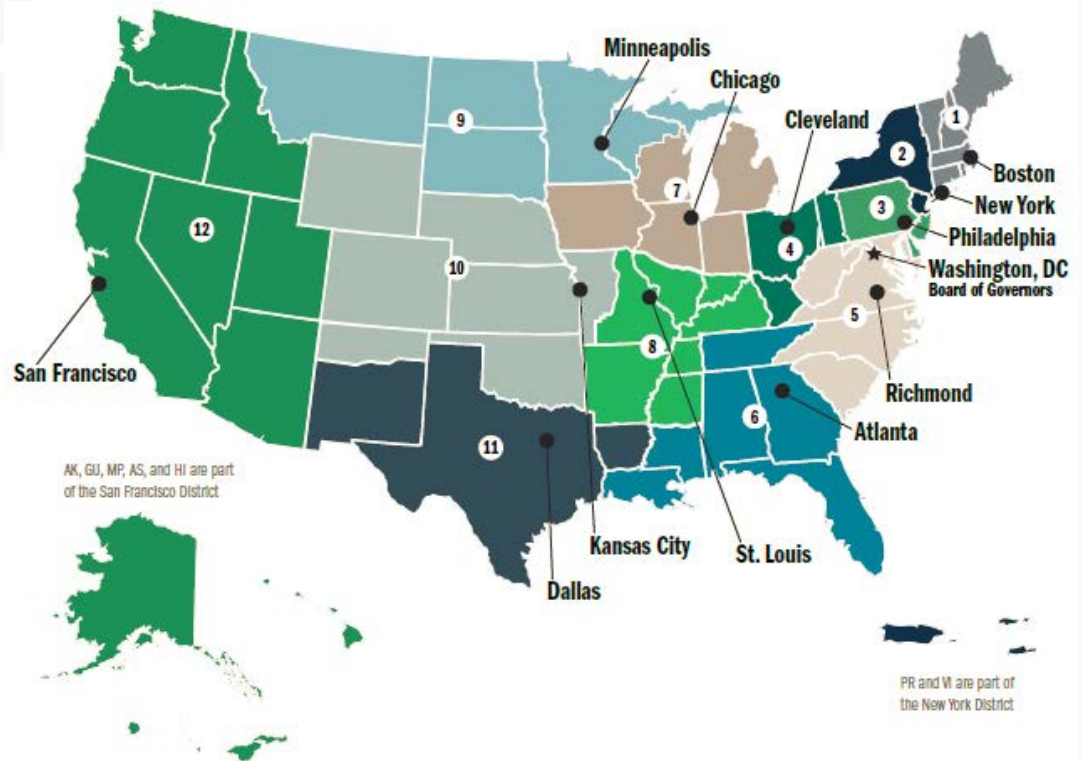 Minneapolis
Chicago
Cleveland
1
9
2
Boston
7
3
New York
12
Philadelphia
4
10
Washington, DC
Board of Governors
5
San Francisco
8
Richmond
6
Atlanta
11
AK, GU, MP, AS, and HI are part
of the San Francisco District
Kansas City
St. Louis
Dallas
PR and VI are part of
the New York District